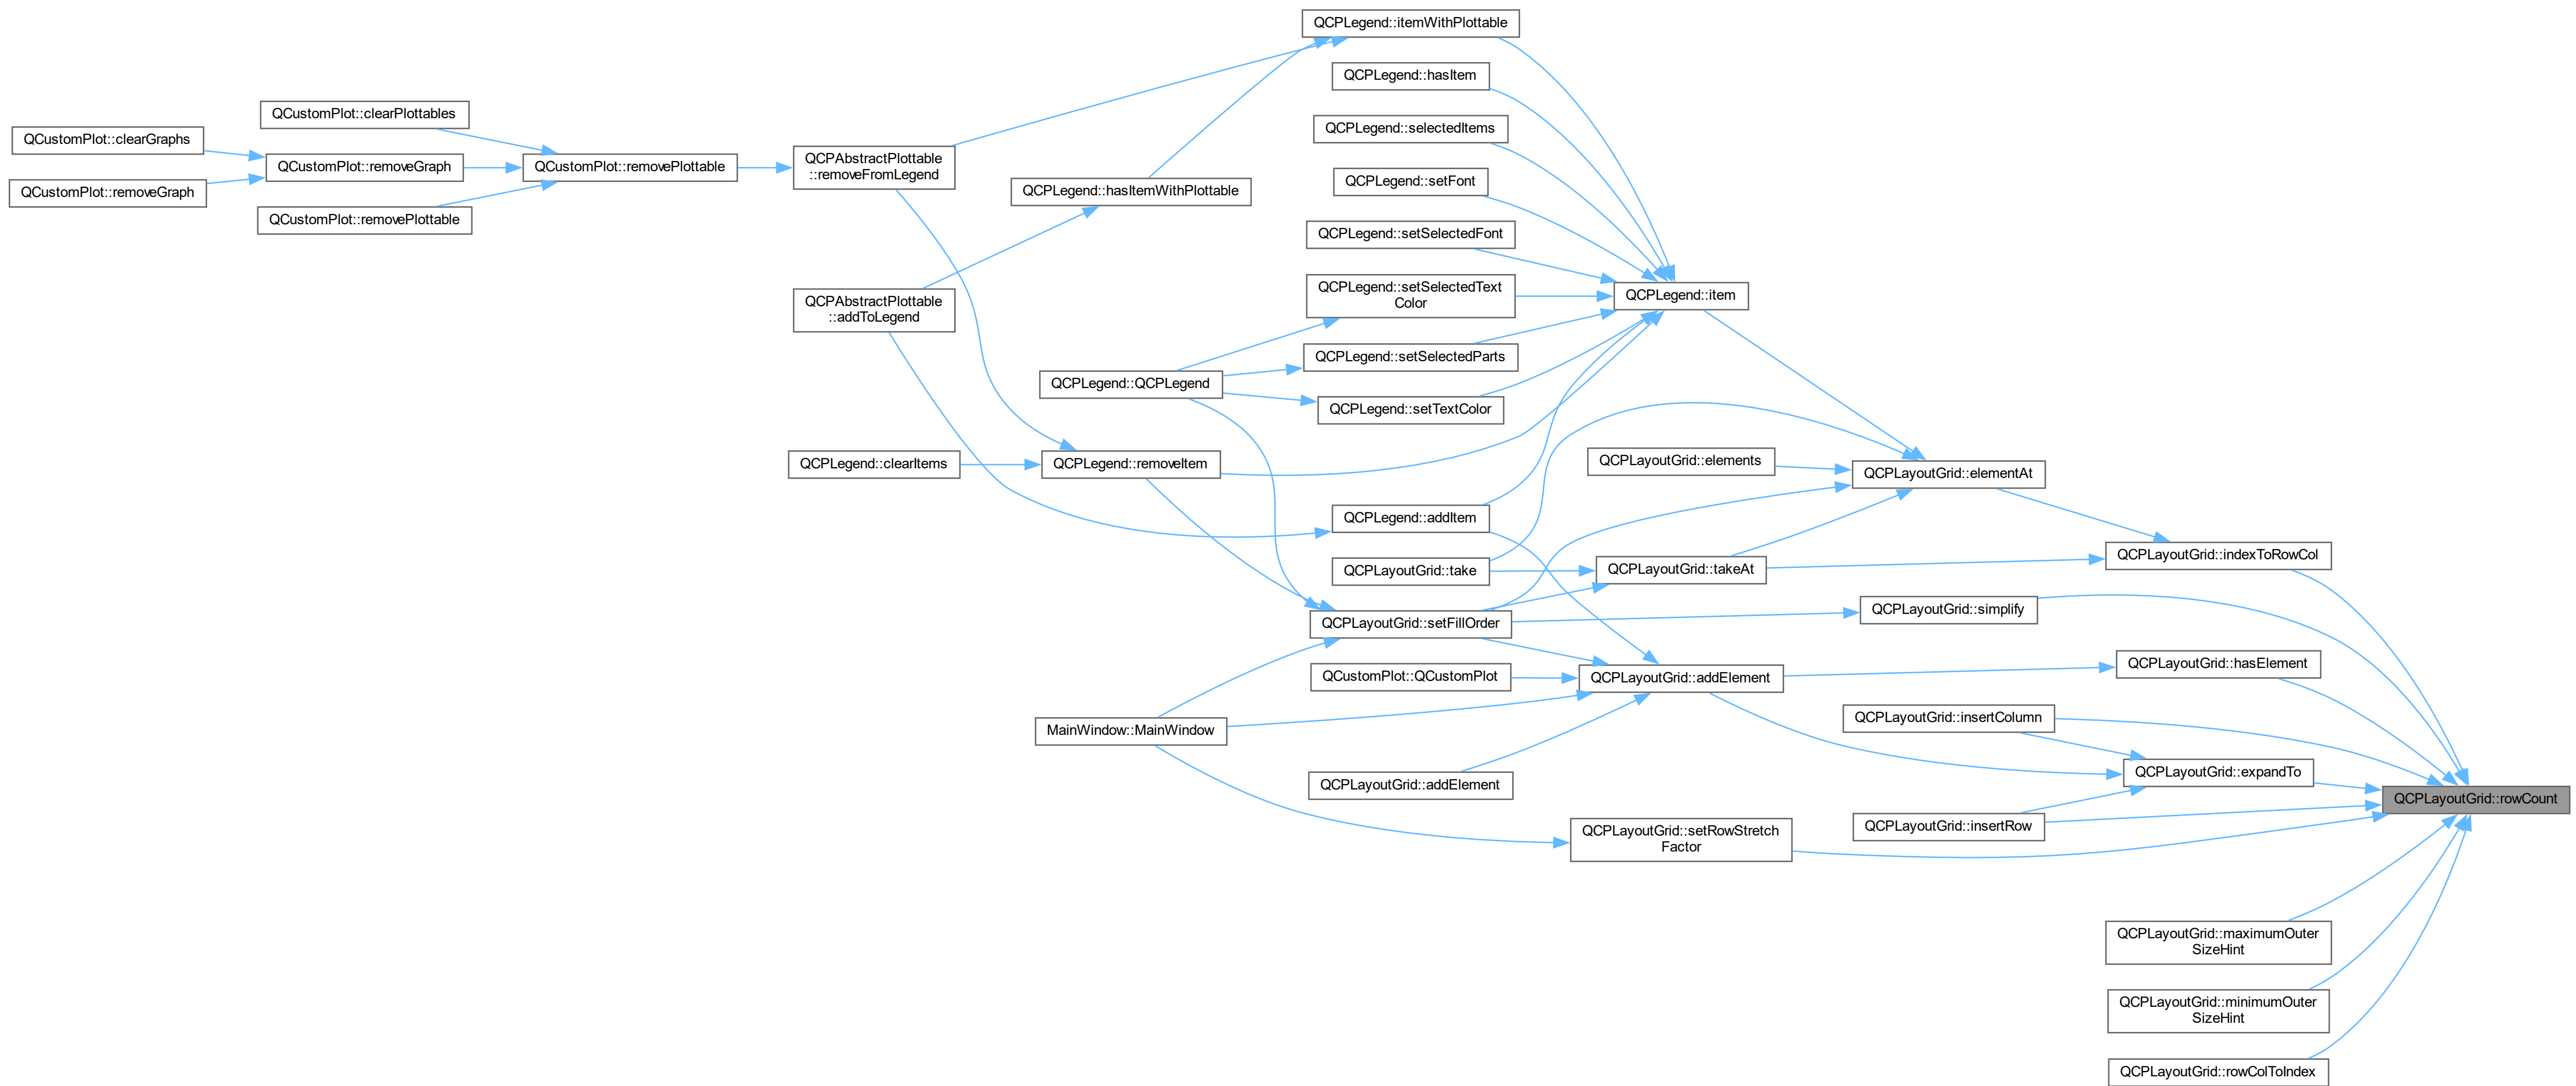 QCPLegend::itemWithPlottable
QCPLegend::hasItem
QCustomPlot::clearPlottables
QCPLegend::selectedItems
QCustomPlot::clearGraphs
QCustomPlot::removeGraph
QCustomPlot::removePlottable
QCPAbstractPlottable
::removeFromLegend
QCPLegend::setFont
QCustomPlot::removeGraph
QCPLegend::hasItemWithPlottable
QCustomPlot::removePlottable
QCPLegend::setSelectedFont
QCPLegend::setSelectedText
Color
QCPLegend::item
QCPAbstractPlottable
::addToLegend
QCPLegend::setSelectedParts
QCPLegend::QCPLegend
QCPLegend::setTextColor
QCPLegend::clearItems
QCPLegend::removeItem
QCPLayoutGrid::elements
QCPLayoutGrid::elementAt
QCPLegend::addItem
QCPLayoutGrid::indexToRowCol
QCPLayoutGrid::take
QCPLayoutGrid::takeAt
QCPLayoutGrid::simplify
QCPLayoutGrid::setFillOrder
QCPLayoutGrid::hasElement
QCustomPlot::QCustomPlot
QCPLayoutGrid::addElement
QCPLayoutGrid::insertColumn
MainWindow::MainWindow
QCPLayoutGrid::expandTo
QCPLayoutGrid::addElement
QCPLayoutGrid::rowCount
QCPLayoutGrid::insertRow
QCPLayoutGrid::setRowStretch
Factor
QCPLayoutGrid::maximumOuter
SizeHint
QCPLayoutGrid::minimumOuter
SizeHint
QCPLayoutGrid::rowColToIndex